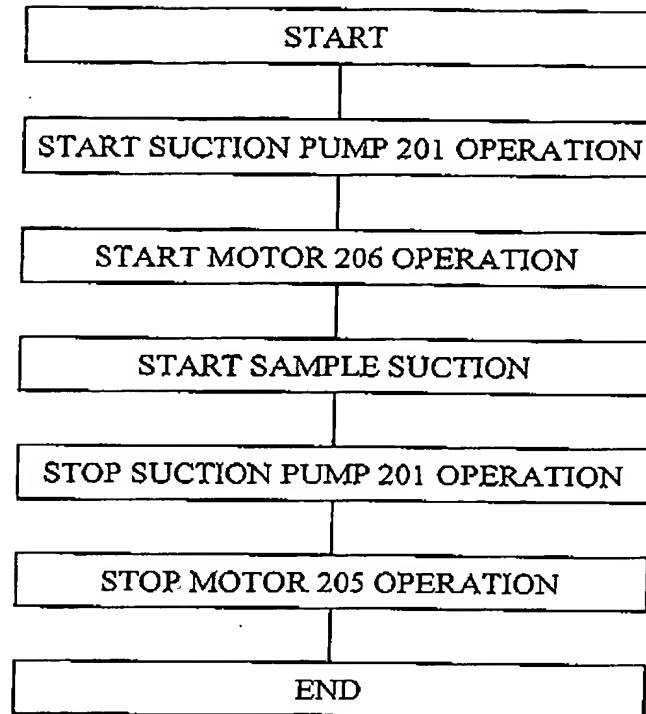 START
START SUCTION PUMP 201 OPERATION
START MOTOR 206 OPERATION
START SAMPLE SUCTION
STOP SUCTION PUMP 201 OPERATION
STOP MOTOR 205 OPERATION
END